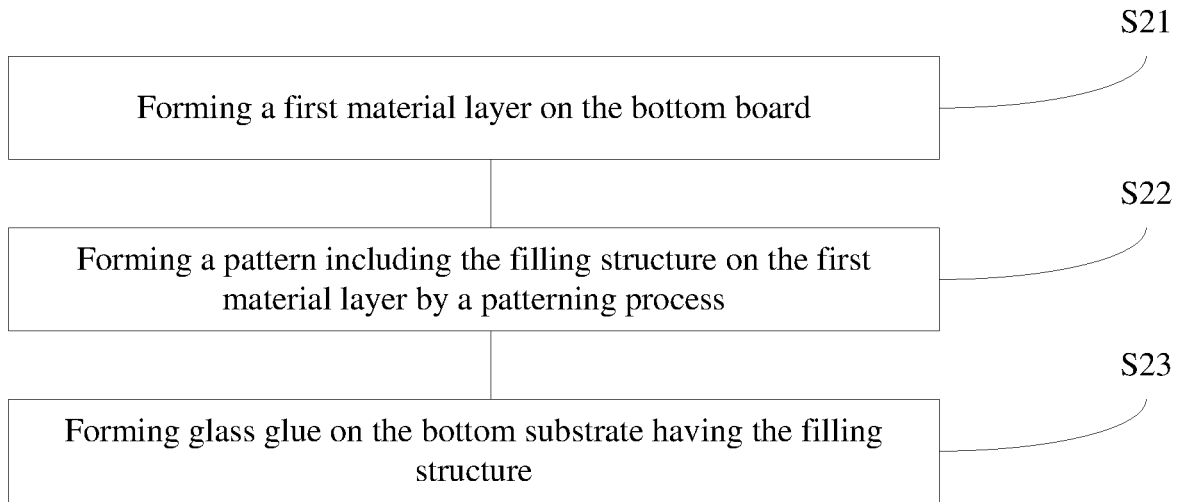 S21
Forming a first material layer on the bottom board
S22
Forming a pattern including the filling structure on the first
material layer by a patterning process
S23
Forming glass glue on the bottom substrate having the filling
structure